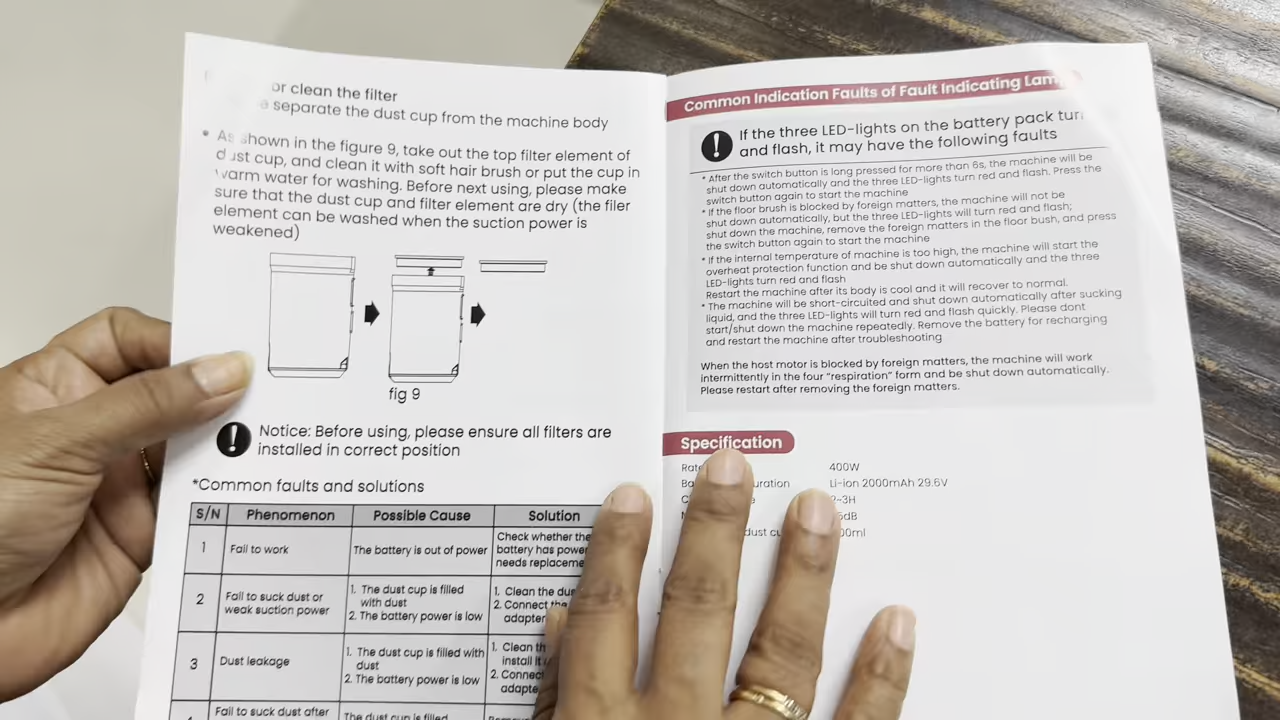 or clean the filter
separate the dust cup from the machine body
• As shown in the figure 9, take out the top filter element of
dust cup, and clean it with soft hair brush or put the cup in
warm water for washing. Before next using, please make
sure that the dust cup and filter element are dry (the filer
element can be washed when the suction power is
weakened)
fig 9
Notice: Before using, please ensure all filters are
installed in correct position
*Common faults and solutions
S/N Phenomenon Possible Cause Solution
1 Fail to work The battery is out of power
Check whether the
battery has power
needs
2 Fail to suck dust or
weak suction power
1. The dust cup is filled
with dust
2. The battery power is low
1. Clean the
2. Connect the
adapter
3 Dust leakage
1. The dust cup is filled with
dust
2. The battery power is low
1. Clean
install it
2.
Fail to suck dust after
The dust cup is filled
Common Indication Faults of Fault Indicating Lamp
If the three LED-lights on the battery pack turn
and flash, it may have the following faults
* After the switch button is long pressed for more than 6s, the machine will be
shut down automatically and the three LED-lights turn red and flash. Press the
switch button again to start the machine
* If the floor brush is blocked by foreign matters, the machine will not be
shut down automatically, but the three LED-lights will turn red and flash;
shut down the machine, remove the foreign matters in the floor bush, and press
the switch button again to start the machine
* If the internal temperature of machine is too high, the machine will start the
overheat protection function and be shut down automatically and the three
LED-lights turn red and flash
Restart the machine after its body is cool and it will recover to normal.
* The machine will be short-circuited and shut down automatically after sucking
liquid, and the three LED-lights will turn red and flash quickly. Please dont
start/shut down the machine repeatedly. Remove the battery for recharging
and restart the machine after troubleshooting
When the host motor is blocked by foreign matters, the machine will work
intermittently in the four "respiration" form and be shut down automatically.
Please restart after removing the foreign matters.
Specification
400W
Li-ion 2000mAh 29.6V
dust